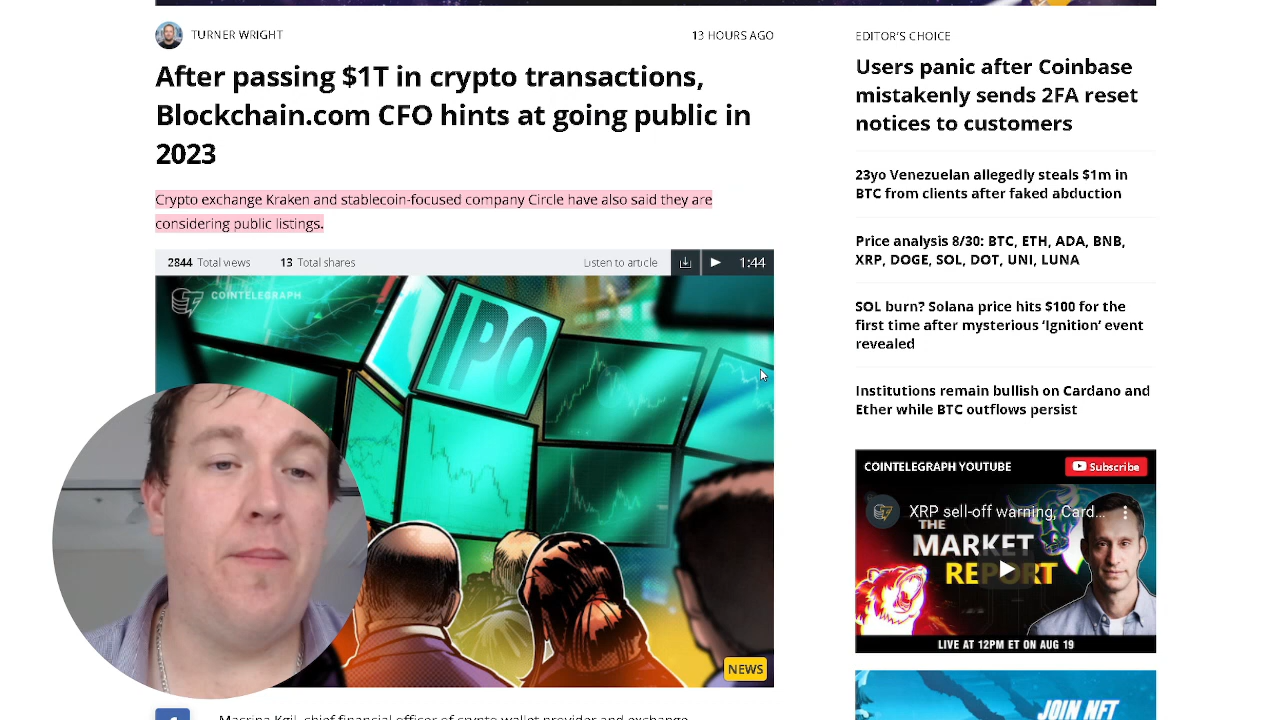 TURNER WRIGHT
13 HOURS AGO
After passing $1T in crypto transactions,
Blockchain.com CFO hints at going public in
2023
Crypto exchange Kraken and stablecoin-focused company Circle have also said they are
considering public listings.
2844 Total views 13 Total shares
Listen to article
1:44
COINTELEGRAPH
IPO
NEWS
Macrina Kgil, chief financial officer of crypto wallet provider and exchange
EDITOR'S CHOICE
Users panic after Coinbase
mistakenly sends 2FA reset
notices to customers
23yo Venezuelan allegedly steals $1m in
BTC from clients after faked abduction
Price analysis 8/30: BTC, ETH, ADA, BNB,
XRP, DOGE, SOL, DOT, UNI, LUNA
SOL burn? Solana price hits $100 for the
first time after mysterious ‘Ignition’ event
revealed
Institutions remain bullish on Cardano and
Ether while BTC outflows persist
COINTELEGRAPH YOUTUBE
Subscribe
XRP sell-off warning, Card...
THE
MARKET
REPORT
LIVE AT 12PM ET ON AUG 19
JOIN NFT